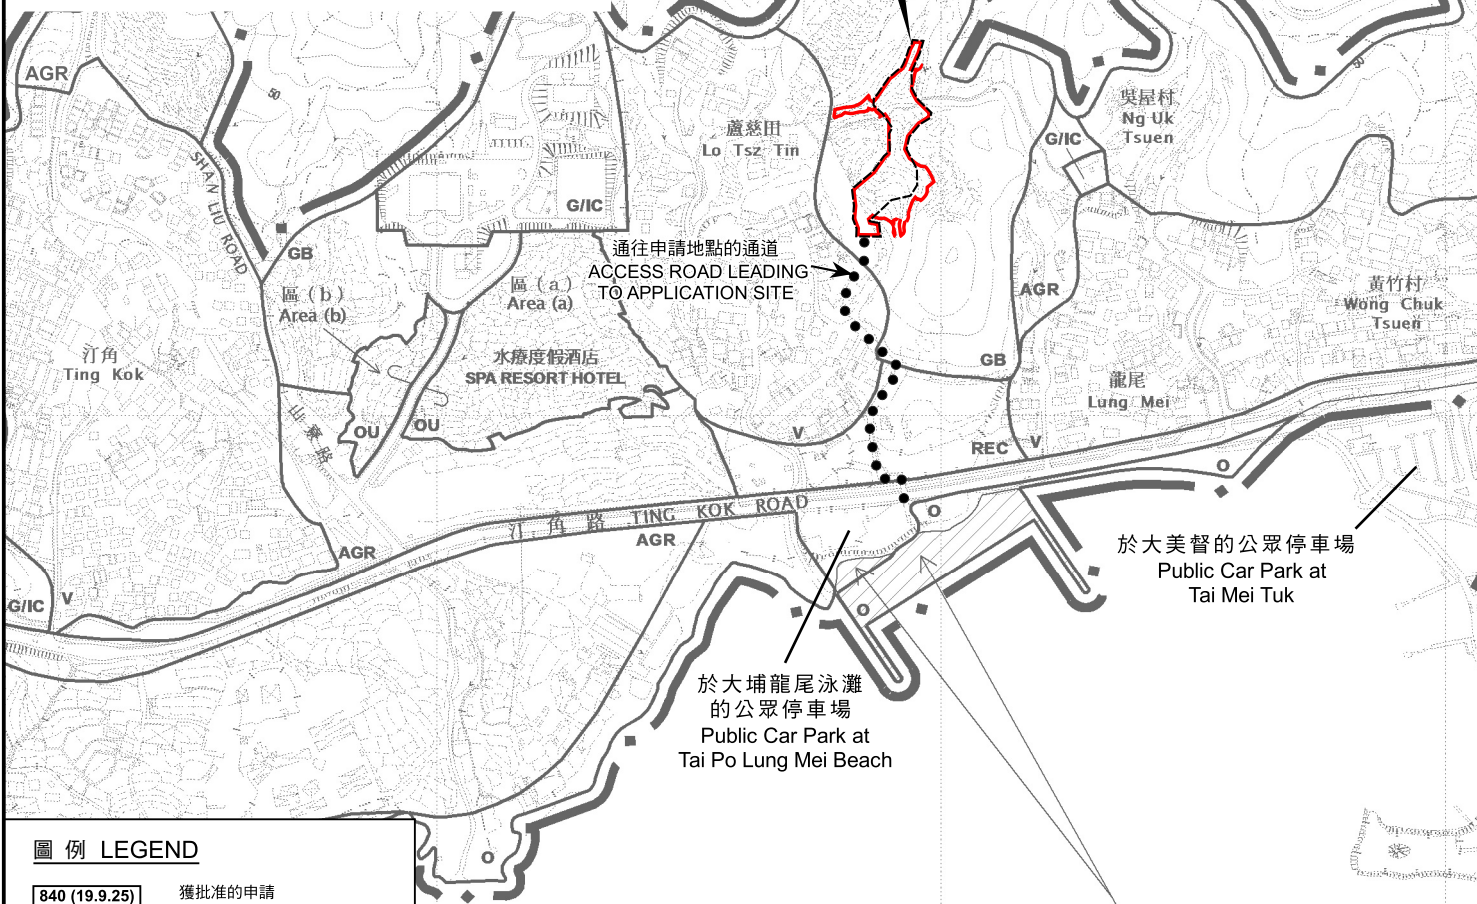 AGR
50
SHAN LIU ROAD
GB
G/IC
蘆慈田
Lo Tsz Tin
吳屋村
Ng Uk
Tsuen
G/IC
50
通往申請地點的通道
ACCESS ROAD LEADING
TO APPLICATION SITE
區（b）
Area (b)
區（a）
Area (a)
AGR
黃竹村
Wong Chuk
Tsuen
汀角
Ting Kok
水療度假酒店
SPA RESORT HOTEL
GB
龍尾
Lung Mei
山寮路
OU
OU
V
REC
V
O
汀角路 TING KOK ROAD
AGR
AGR
O
於大美督的公眾停車場
Public Car Park at
Tai Mei Tuk
G/IC
V
O
於大埔龍尾泳灘
的公眾停車場
Public Car Park at
Tai Po Lung Mei Beach
O
圖例 LEGEND
840 (19.9.25)
獲批准的申請